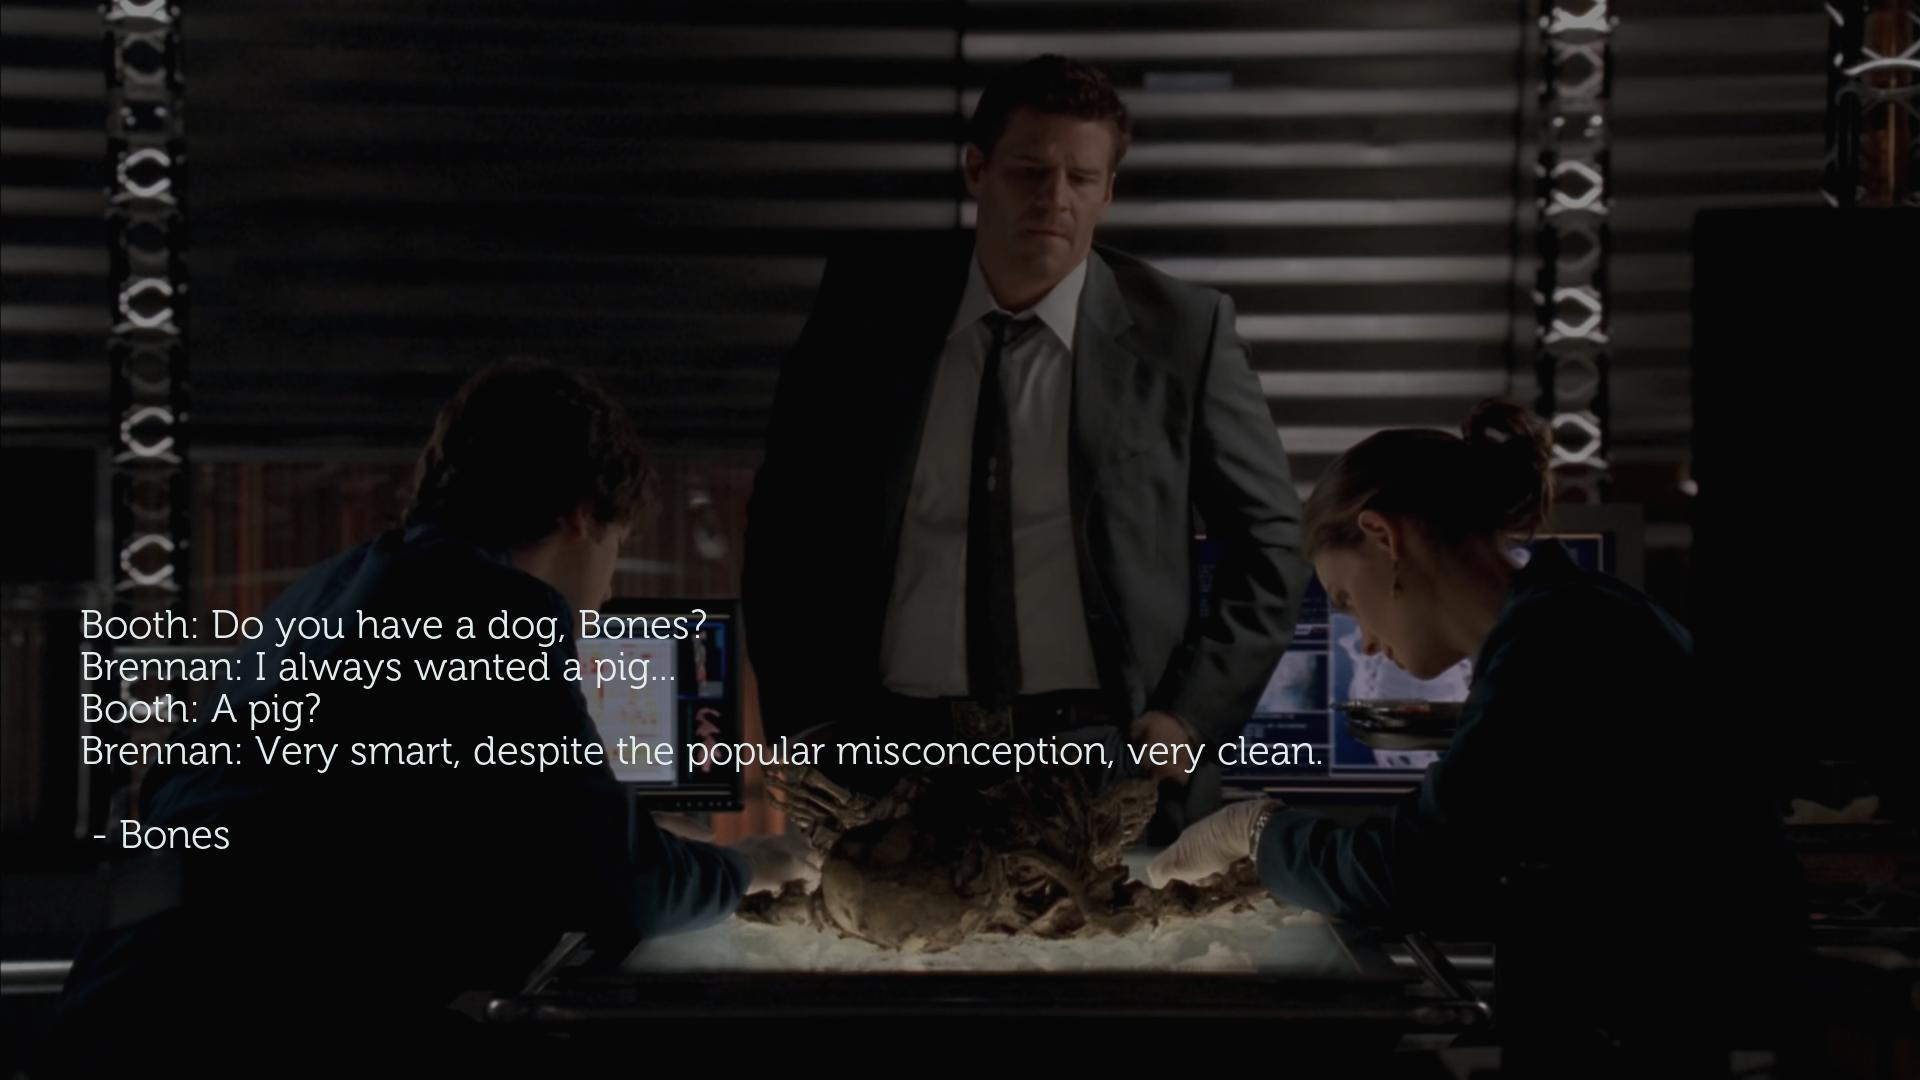 Booth: Do you have a dog, Bones?
Brennan: I always wanted a pig...
Booth: A pig?
Brennan: Very smart, despite the popular misconception, very clean.
- Bones